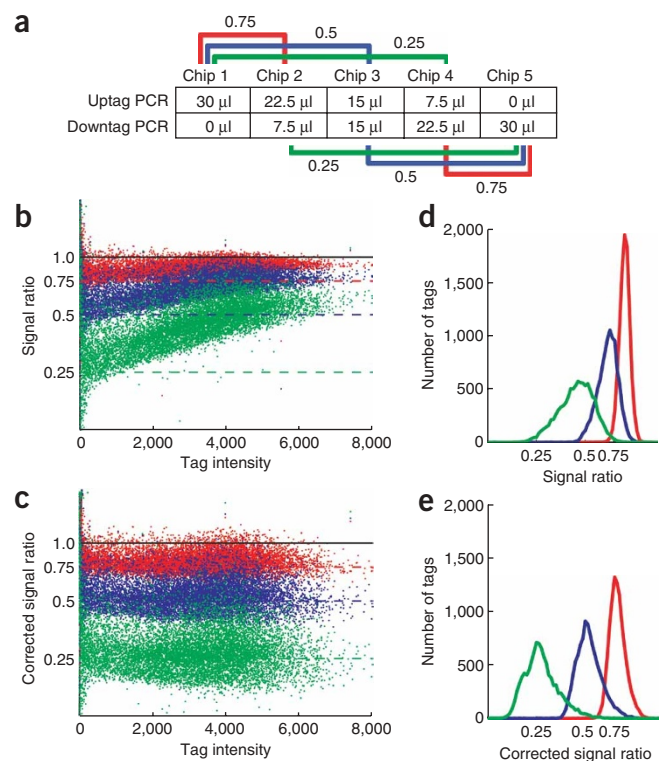 a
0.75
0.5
0.25
Chip 1 Chip 2 Chip 3 Chip 4 Chip 5
Uptag PCR 30 µl 22.5 µl 15 µl 7.5 µl 0 µl
Downtag PCR 0 µl 7.5 µl 15 µl 22.5 µl 30 µl
0.25
0.5
0.75
b
Signal ratio
1.0
0.75
0.5
0.25
0 2,000 4,000 6,000 8,000
Tag intensity
c
Corrected signal ratio
1.0
0.75
0.5
0.25
0 2,000 4,000 6,000 8,000
Tag intensity
d
Number of tags
2,000
1,500
1,000
500
0
0.25 0.5 0.75
Signal ratio
e
Number of tags
2,000
1,500
1,000
500
0
0.25 0.5 0.75
Corrected signal ratio